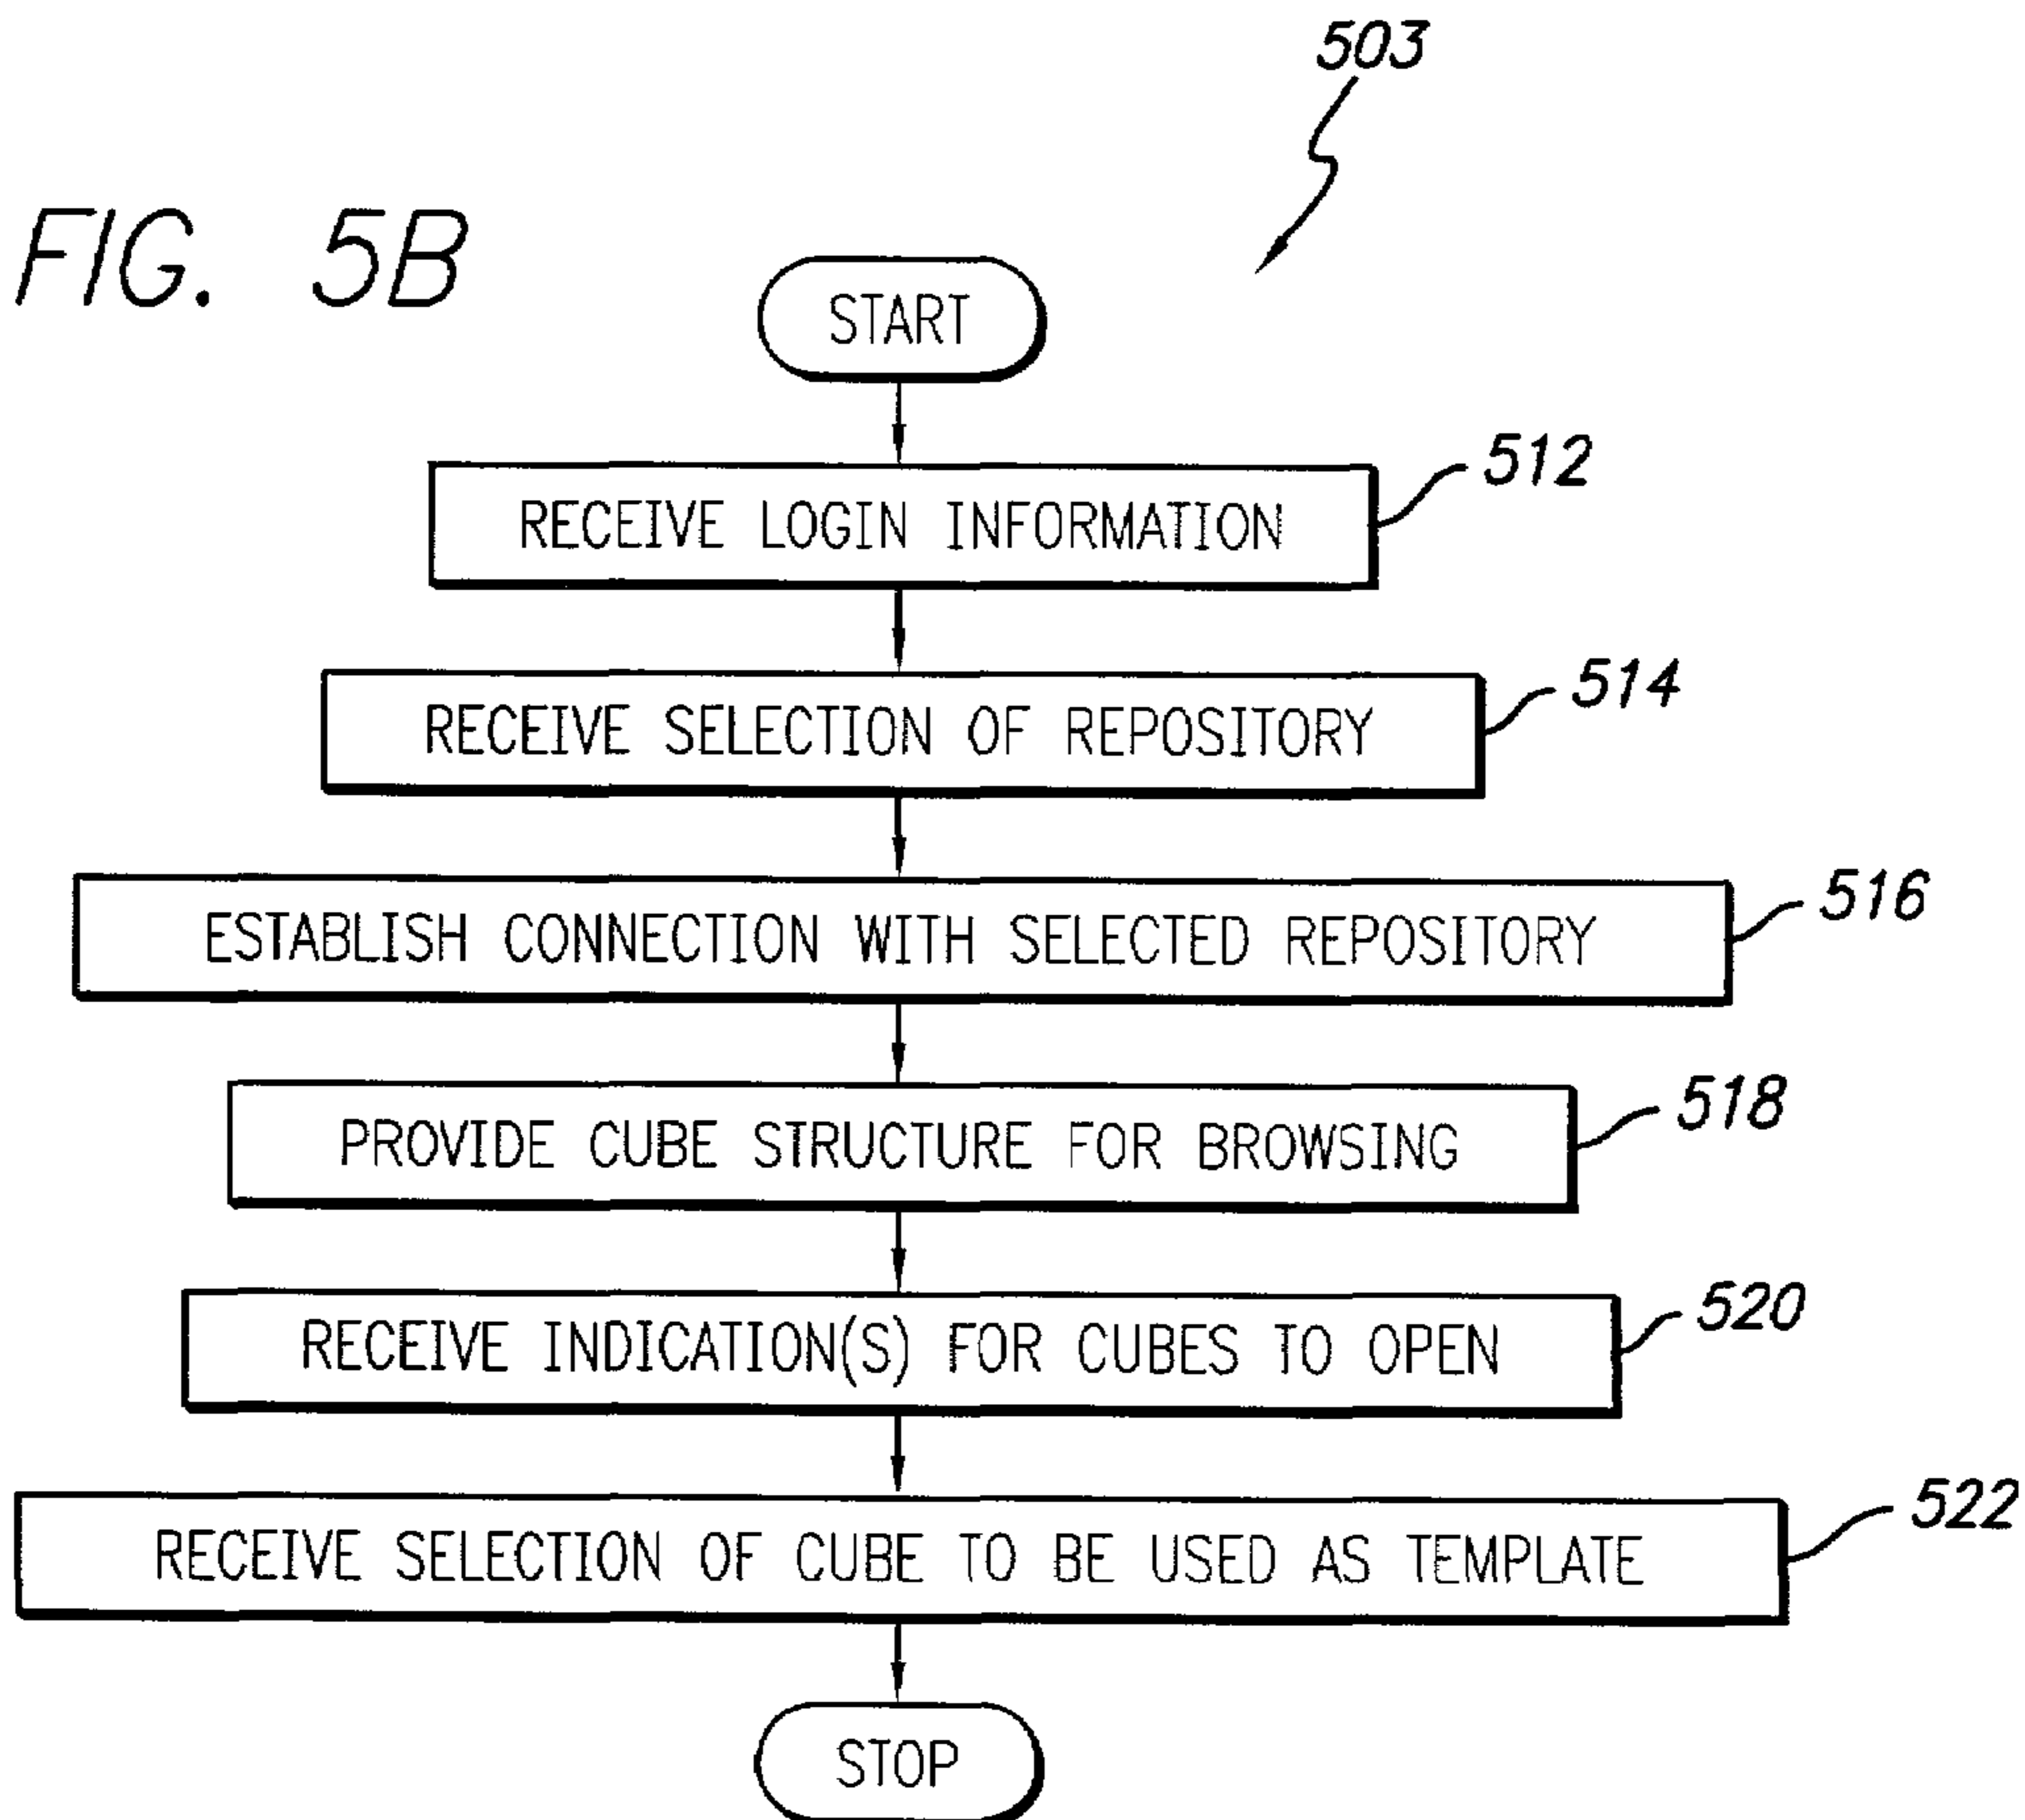 503
FIG. 5B
START
RECEIVE LOGIN INFORMATION
512
RECEIVE SELECTION OF REPOSITORY
514
ESTABLISH CONNECTION WITH SELECTED REPOSITORY
516
PROVIDE CUBE STRUCTURE FOR BROWSING
518
RECEIVE INDICATION(S) FOR CUBES TO OPEN
520
RECEIVE SELECTION OF CUBE TO BE USED AS TEMPLATE
522
STOP